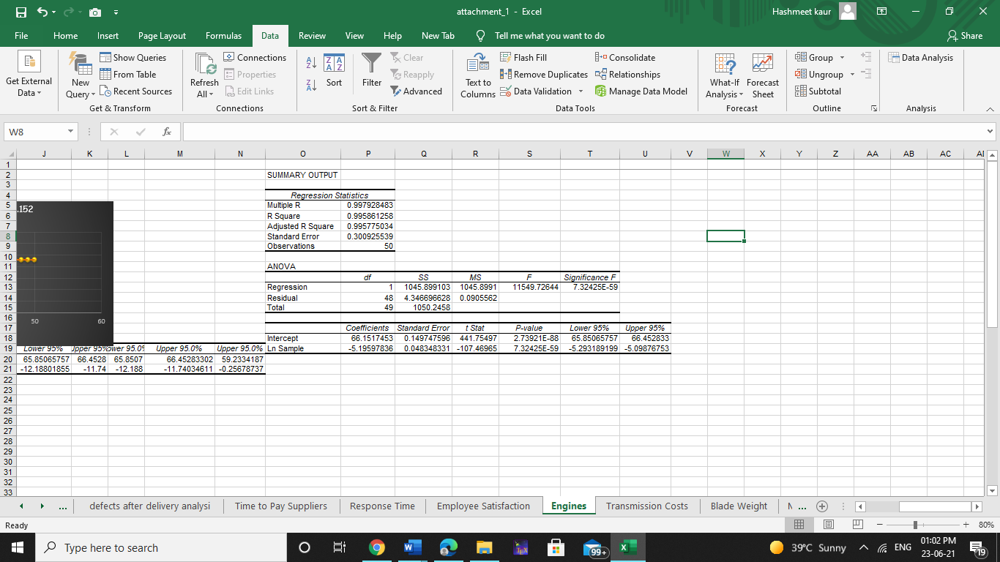 attachment_1 - Excel
Hashmeet kaur
File Home Insert Page Layout Formulas Data Review View Help New Tab Tell me what you want to do Share
Get External Data
New Query
Show Queries
From Table
Recent Sources
Get & Transform
Refresh All
Connections
Properties
Edit Links
Connections
Sort
Filter
Clear
Reapply
Advanced
Sort & Filter
Text to Columns
Flash Fill
Remove Duplicates
Data Validation
Consolidate
Relationships
Manage Data Model
Data Tools
What-If Analysis
Forecast Sheet
Forecast
Group
Ungroup
Subtotal
Outline
Data Analysis
Analysis
W8 fx
J K L M N O P Q R S T U V W X Y Z AA AB AC
1
2 SUMMARY OUTPUT
3
4 Regression Statistics
5 .152 Multiple R 0.997928483
6 R Square 0.995861258
7 Adjusted R Square 0.995775034
8 Standard Error 0.300925539
9 Observations 50
10
11 ANOVA
12 df SS MS F Significance F
13 Regression 1 1045.899103 1045.8991 11549.72644 7.32425E-59
14 Residual 48 4.346696628 0.0905562
15 Total 49 1050.2458
16
17 50 60 Coefficients Standard Error t Stat P-value Lower 95% Upper 95%
18 Intercept 66.1517453 0.149747596 441.75497 2.73921E-88 65.85065757 66.452833
19 Lower 95% Upper 95% ower 95.0% Upper 95.0% Upper 95.0% Ln Sample -5.19597836 0.048348331 -107.46965 7.32425E-59 -5.293189199 -5.09876753
20 65.85065757 66.4528 65.8507 66.45283302 59.2334187
21 -12.18801855 -11.74 -12.188 -11.74034611 -0.25678737
22
23
24
25
26
27
28
29
30
31
32
33
... defects after delivery analysi Time to Pay Suppliers Response Time Employee Satisfaction Engines Transmission Costs Blade Weight ...
Ready 80%
Type here to search 99+ 39°C Sunny ENG 01:02 PM 23-06-21 19